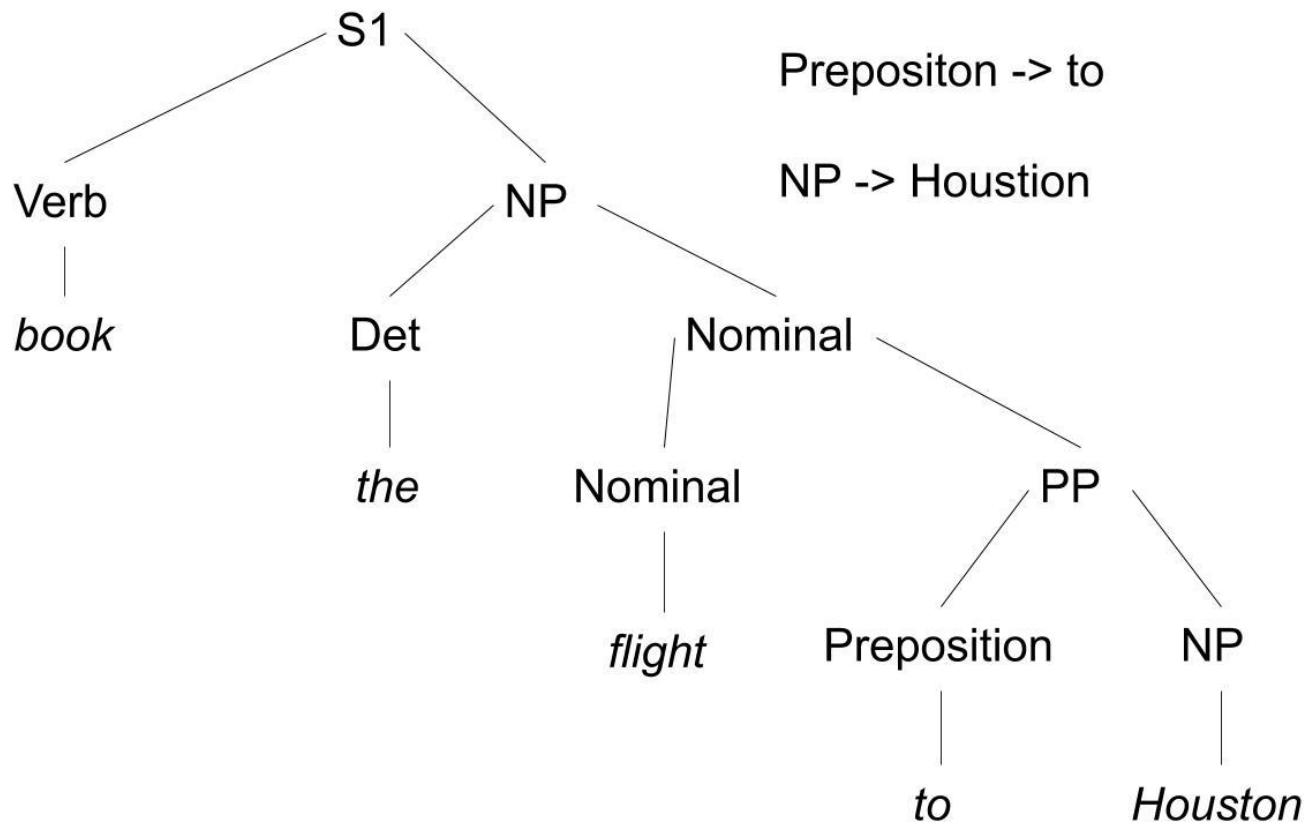 S1
Prepositon -> to
NP -> Houstion
Verb
NP
book
Det
Nominal
the
Nominal
PP
flight
Preposition
NP
to
Houston